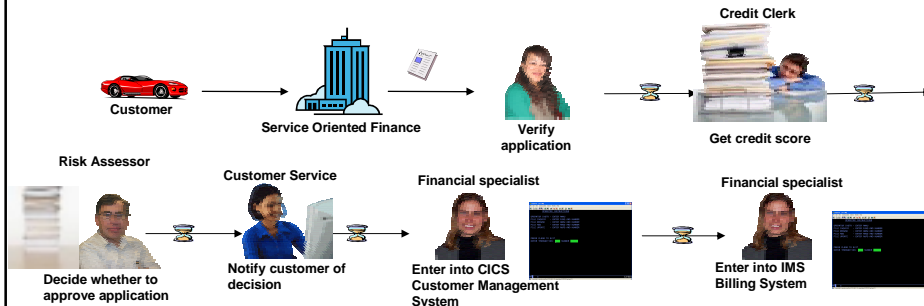 Credit Clerk
Customer
Service Oriented Finance
Verify
application
Get credit score
Risk Assessor
Customer Service
Financial specialist
Financial specialist
Decide whether to
approve application
Notify customer of
decision
Enter into CICS
Customer Management
System
Enter into IMS
Billing System